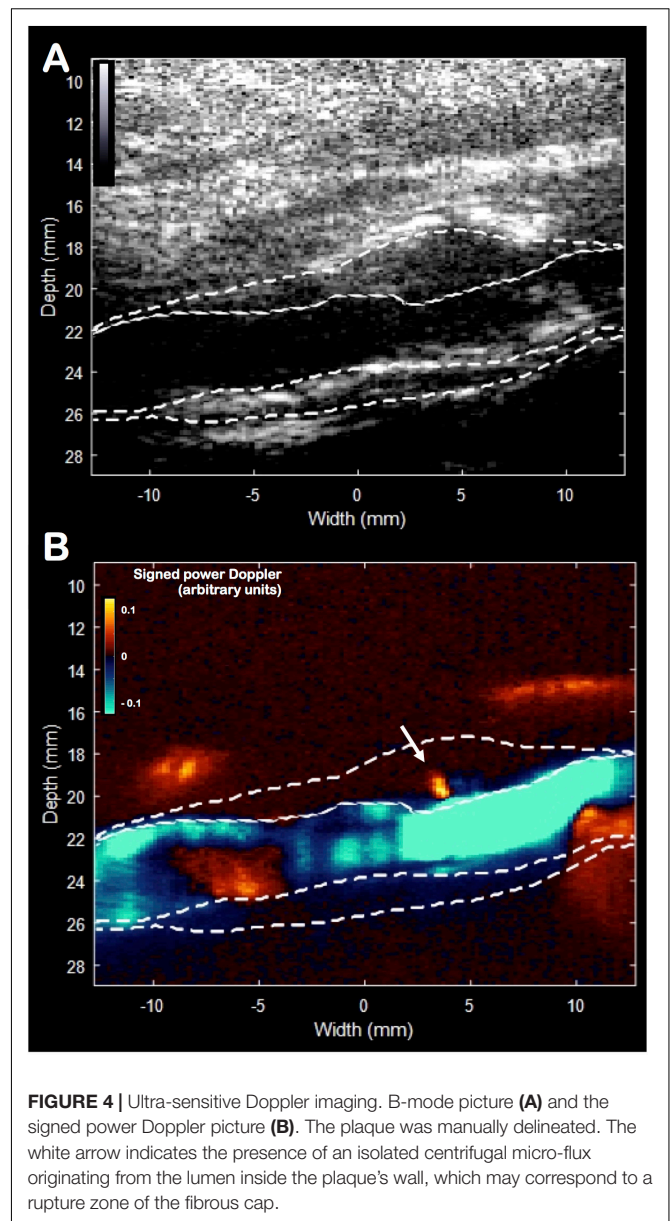 A
10
12
14
16
18
20
22
24
26
28
Depth (mm)
-10
-5
0
5
10
Width (mm)
B
Signed power Doppler
(arbitrary units)
0.1
0
- 0.1
10
12
14
16
18
20
22
24
26
28
Depth (mm)
-10
-5
0
5
10
Width (mm)
FIGURE 4 | Ultra-sensitive Doppler imaging. B-mode picture (A) and the
signed power Doppler picture (B). The plaque was manually delineated. The
white arrow indicates the presence of an isolated centrifugal micro-flux
originating from the lumen inside the plaque's wall, which may correspond to a
rupture zone of the fibrous cap.